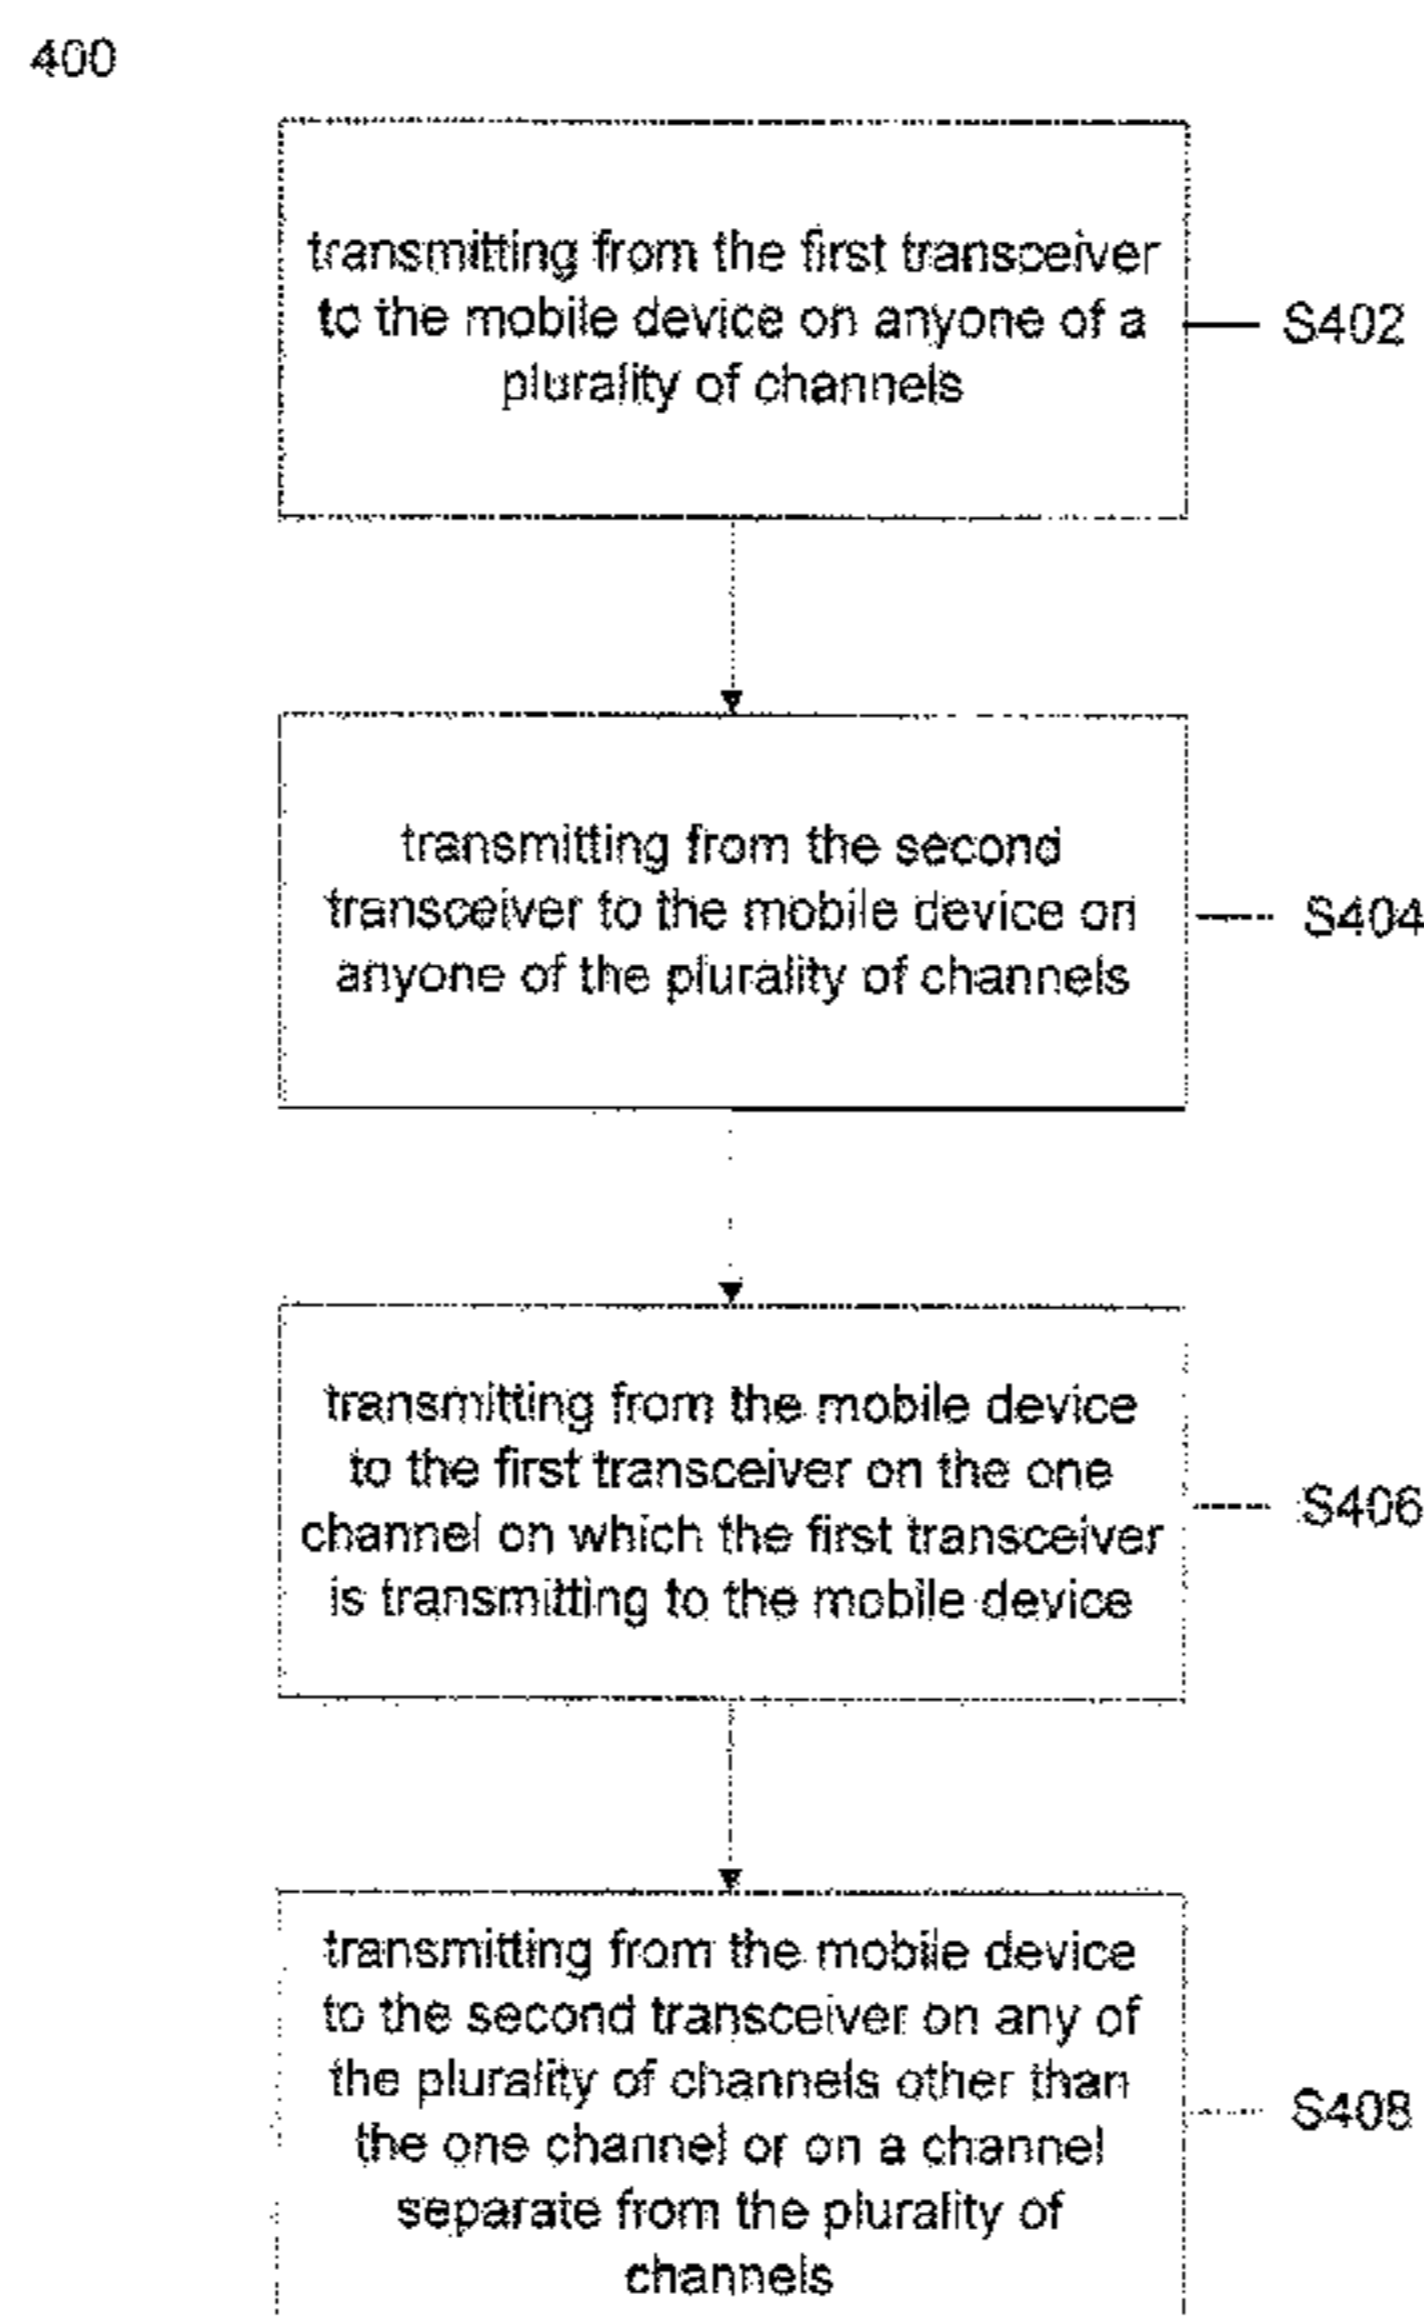 400
transmitting from the first transceiver
to the mobile device on anyone of a
plurality of channels
S402
transmitting from the second
transceiver to the mobile device on
anyone of the plurality of channels
S404
transmitting from the mobile device
to the first transceiver on the one
channel on which the first transceiver
is transmitting to the mobile device
S406
transmitting from the mobile device
to the second transceiver on any of
the plurality of channels other than
the one channel or on a channel
separate from the plurality of
channels
S408